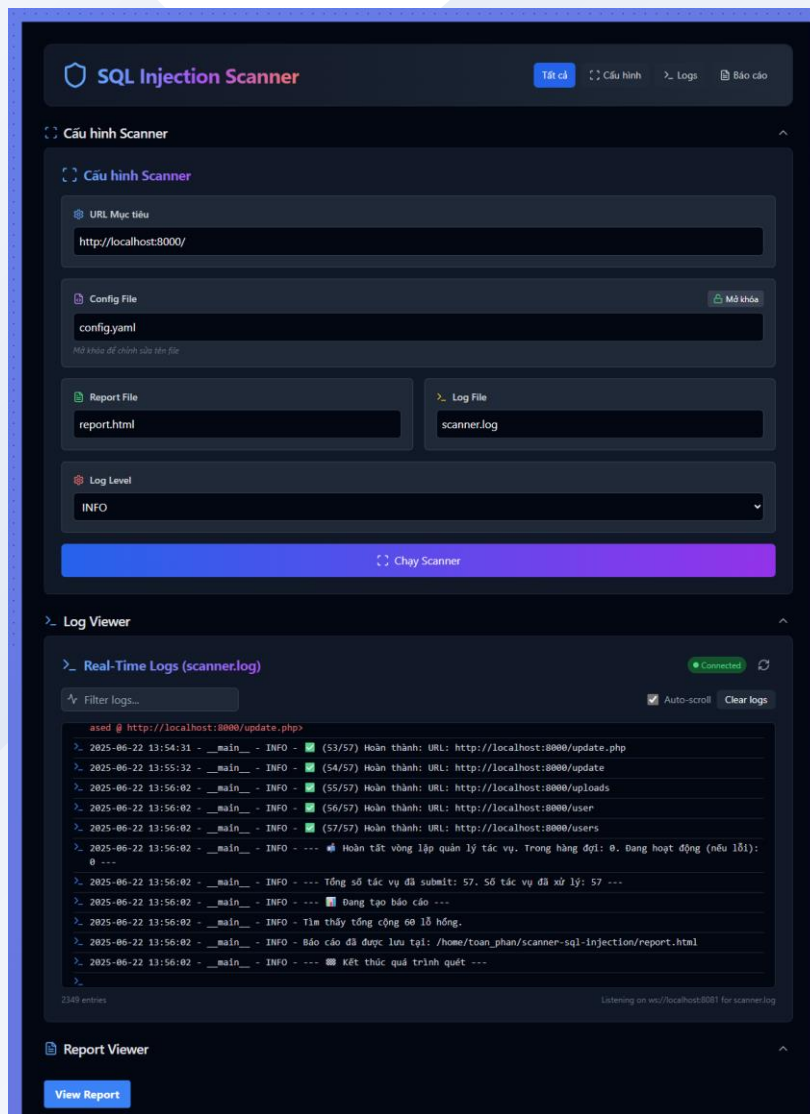 SQL Injection Scanner
Tất cả
Cấu hình
Logs
Báo cáo
Cấu hình Scanner
Cấu hình Scanner
URL Mục tiêu
http://localhost:8000/
Config File
Mở khóa
config.yaml
Mở khóa để chỉnh sửa tên file
Report File
report.html
>_ Log File
scanner.log
Log Level
INFO
Chạy Scanner
>_ Log Viewer
>_ Real-Time Logs (scanner.log)
Connected
Filter logs...
Auto-scroll
Clear logs
ased @ http://localhost:8000/update.php>
>_ 2025-06-22 13:54:31 - __main__ - INFO - ✅ (53/57) Hoàn thành: URL: http://localhost:8000/update.php
>_ 2025-06-22 13:55:32 - __main__ - INFO - ✅ (54/57) Hoàn thành: URL: http://localhost:8000/update
>_ 2025-06-22 13:56:02 - __main__ - INFO - ✅ (55/57) Hoàn thành: URL: http://localhost:8000/uploads
>_ 2025-06-22 13:56:02 - __main__ - INFO - ✅ (56/57) Hoàn thành: URL: http://localhost:8000/user
>_ 2025-06-22 13:56:02 - __main__ - INFO - ✅ (57/57) Hoàn thành: URL: http://localhost:8000/users
>_ 2025-06-22 13:56:02 - __main__ - INFO - --- 📬 Hoàn tất vòng lặp quản lý tác vụ. Trong hàng đợi: 0. Đang hoạt động (nếu lỗi):
0 ---
>_ 2025-06-22 13:56:02 - __main__ - INFO - --- Tổng số tác vụ đã submit: 57. Số tác vụ đã xử lý: 57 ---
>_ 2025-06-22 13:56:02 - __main__ - INFO - --- 📊 Đang tạo báo cáo ---
>_ 2025-06-22 13:56:02 - __main__ - INFO - Tìm thấy tổng cộng 60 lỗ hổng.
>_ 2025-06-22 13:56:02 - __main__ - INFO - Báo cáo đã được lưu tại: /home/toan_phan/scanner-sql-injection/report.html
>_ 2025-06-22 13:56:02 - __main__ - INFO - --- 🏁 Kết thúc quá trình quét ---
>_
2349 entries
Listening on ws://localhost:8081 for scanner.log
Report Viewer
View Report